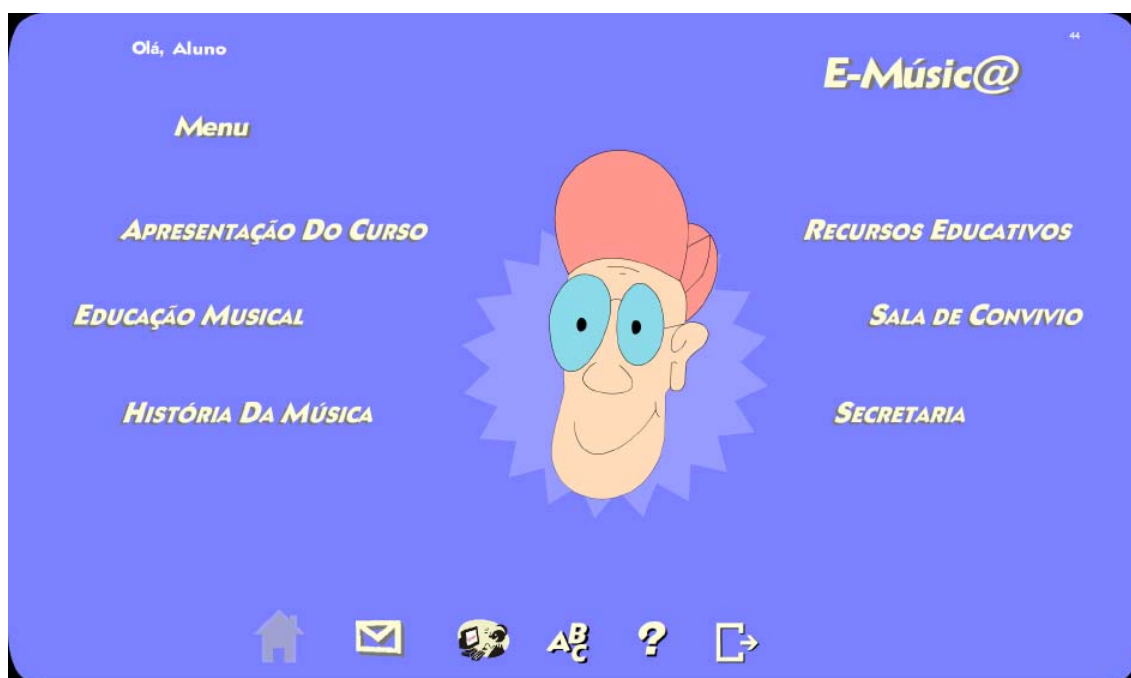 Olá, Aluno
44
E-Músic@
Menu
APRESENTAÇÃO DO CURSO
RECURSOS EDUCATIVOS
EDUCAÇÃO MUSICAL
SALA DE CONVIVIO
HISTÓRIA DA MÚSICA
SECRETARIA
ABC
?